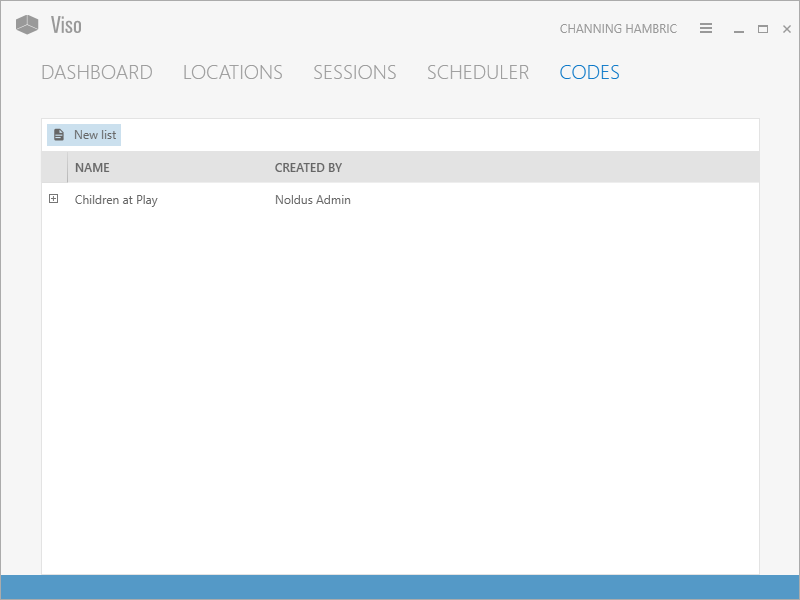 Viso
CHANNING HAMBRIC
DASHBOARD LOCATIONS SESSIONS SCHEDULER CODES
New list
NAME CREATED BY
Children at Play Noldus Admin